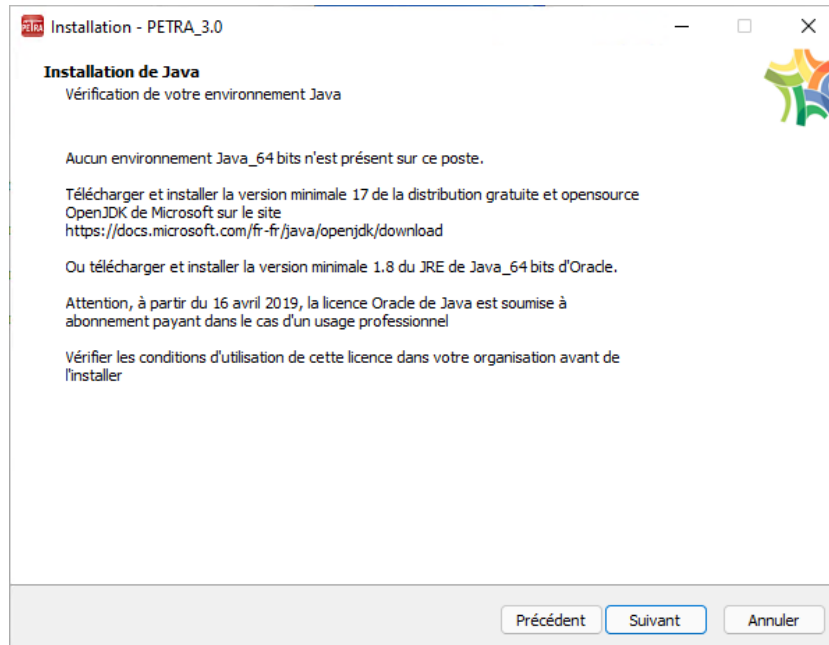 PETRA Installation - PETRA_3.0
Installation de Java
Vérification de votre environnement Java
Aucun environnement Java_64 bits n'est présent sur ce poste.
Télécharger et installer la version minimale 17 de la distribution gratuite et opensource
OpenJDK de Microsoft sur le site
https://docs.microsoft.com/fr-fr/java/openjdk/download
Ou télécharger et installer la version minimale 1.8 du JRE de Java_64 bits d'Oracle.
Attention, à partir du 16 avril 2019, la licence Oracle de Java est soumise à
abonnement payant dans le cas d'un usage professionnel
Vérifier les conditions d'utilisation de cette licence dans votre organisation avant de
l'installer
Précédent Suivant Annuler